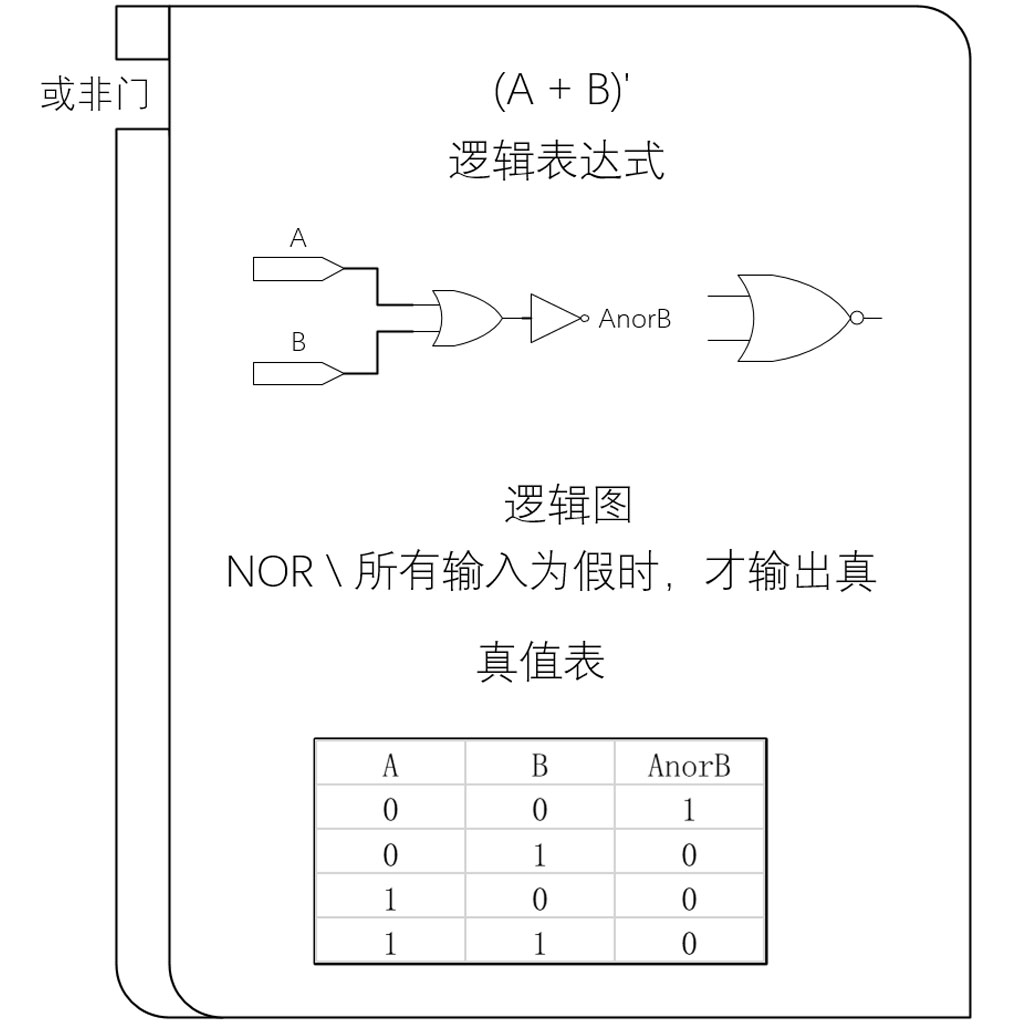 或非门
(A + B)'
逻辑表达式
A
B
AnorB
逻辑图
NOR \ 所有输入为假时，才输出真
真值表
A B AnorB
0 0 1
0 1 0
1 0 0
1 1 0